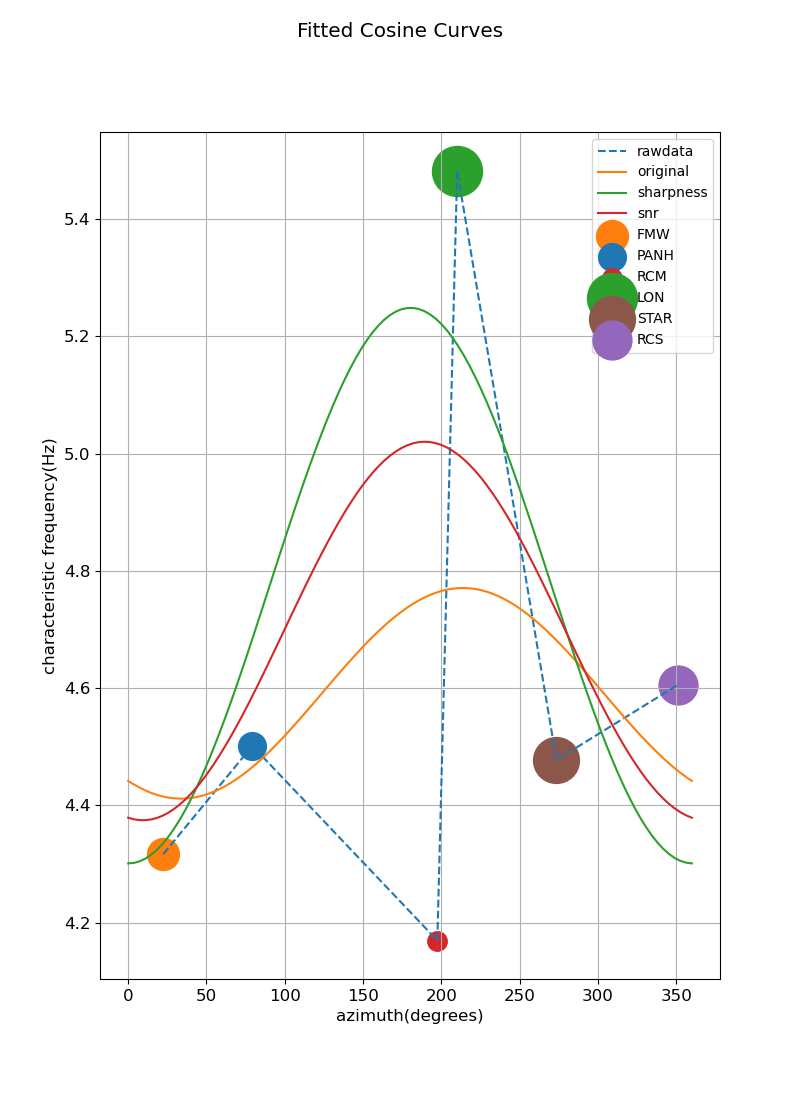 Fitted Cosine Curves
rawdata
original
sharpness
snr
FMW
PANH
RCM
LON
STAR
RCS
5.4
5.2
5.0
4.8
4.6
4.4
4.2
characteristic frequency(Hz)
0 50 100 150 200 250 300 350
azimuth(degrees)